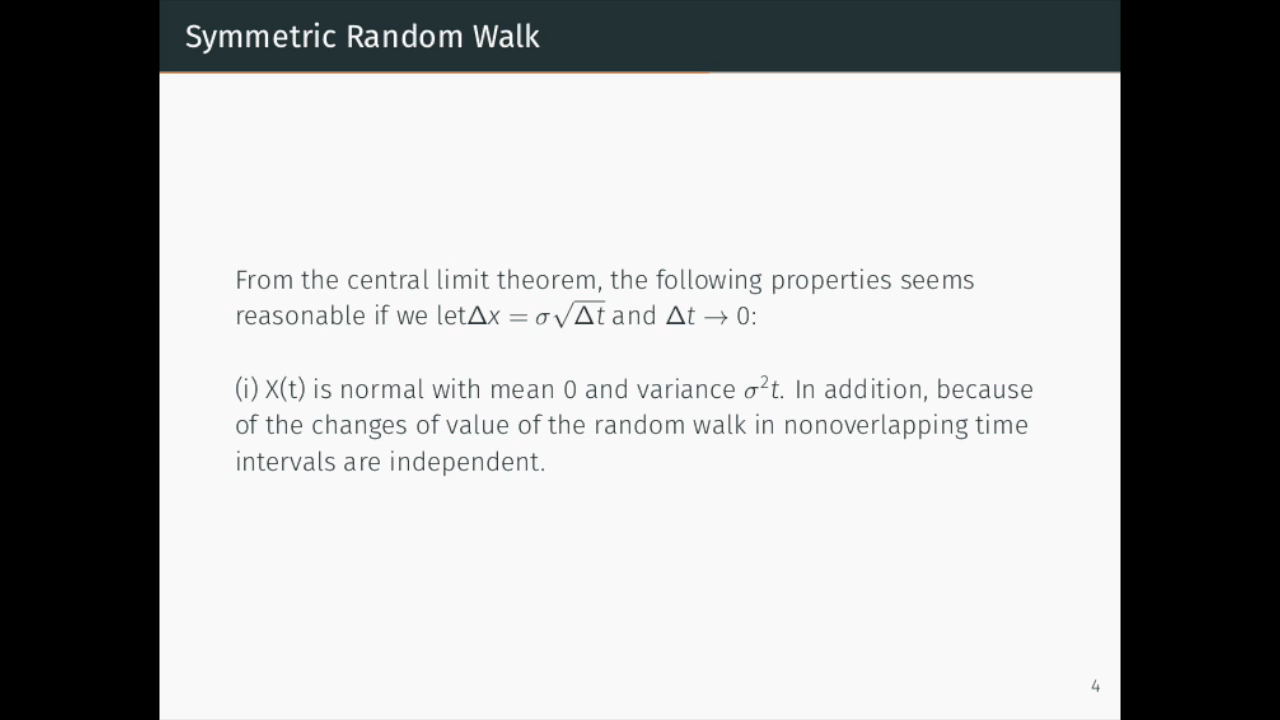 Symmetric Random Walk
From the central limit theorem, the following properties seems
reasonable if we letΔx = σ√Δt and Δt → 0:
(i) X(t) is normal with mean 0 and variance σ²t. In addition, because
of the changes of value of the random walk in nonoverlapping time
intervals are independent.
4